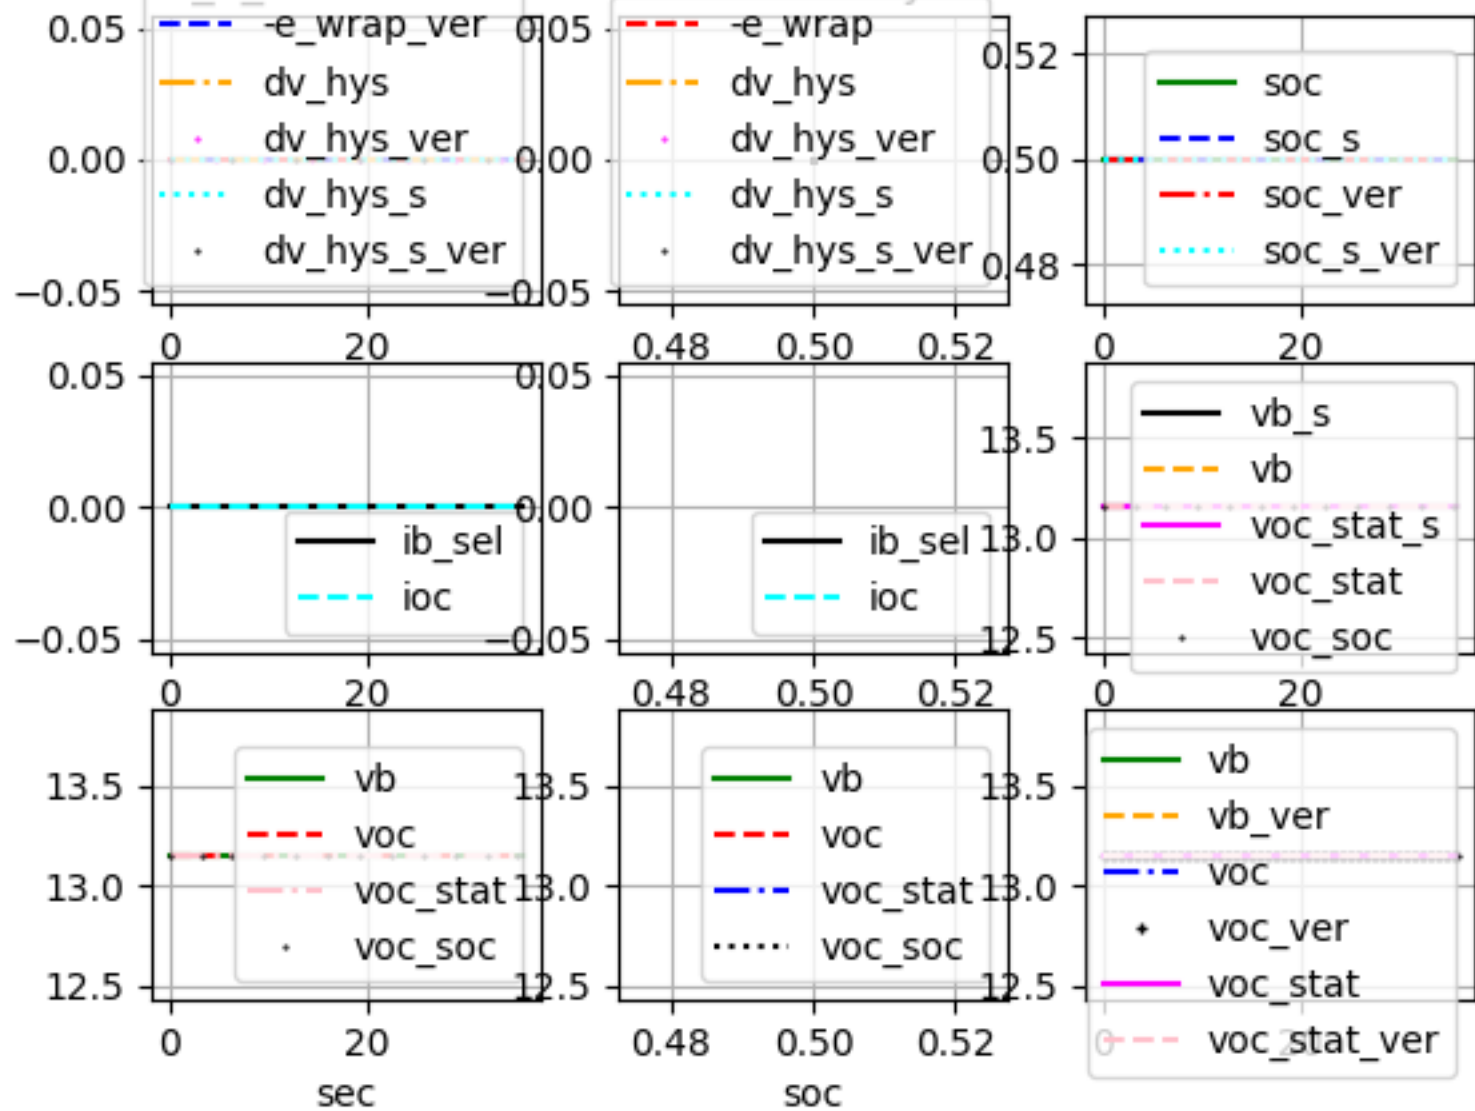 0.05
-e_wrap_ver
dv_hys
dv_hys_ver
0.00
dv_hys_s
dv_hys_s_ver
−0.05
0 20
0.05
-e_wrap
dv_hys
dv_hys_ver
0.00
dv_hys_s
dv_hys_s_ver
−0.05
0.48 0.50 0.52
0.52
soc
soc_s
0.50
soc_ver
soc_s_ver
0.48
0 20
0.05
0.00
ib_sel
ioc
−0.05
0 20
0.05
0.00
ib_sel
ioc
−0.05
0.48 0.50 0.52
vb_s
13.5
vb
voc_stat_s
13.0
voc_stat
voc_soc
12.5
0 20
vb
13.5
voc
13.0
voc_stat
voc_soc
12.5
0 20
sec
vb
13.5
voc
13.0
voc_stat
voc_soc
12.5
0.48 0.50 0.52
soc
vb
13.5
vb_ver
13.0
voc
voc_ver
voc_stat
12.5
voc_stat_ver
0 20